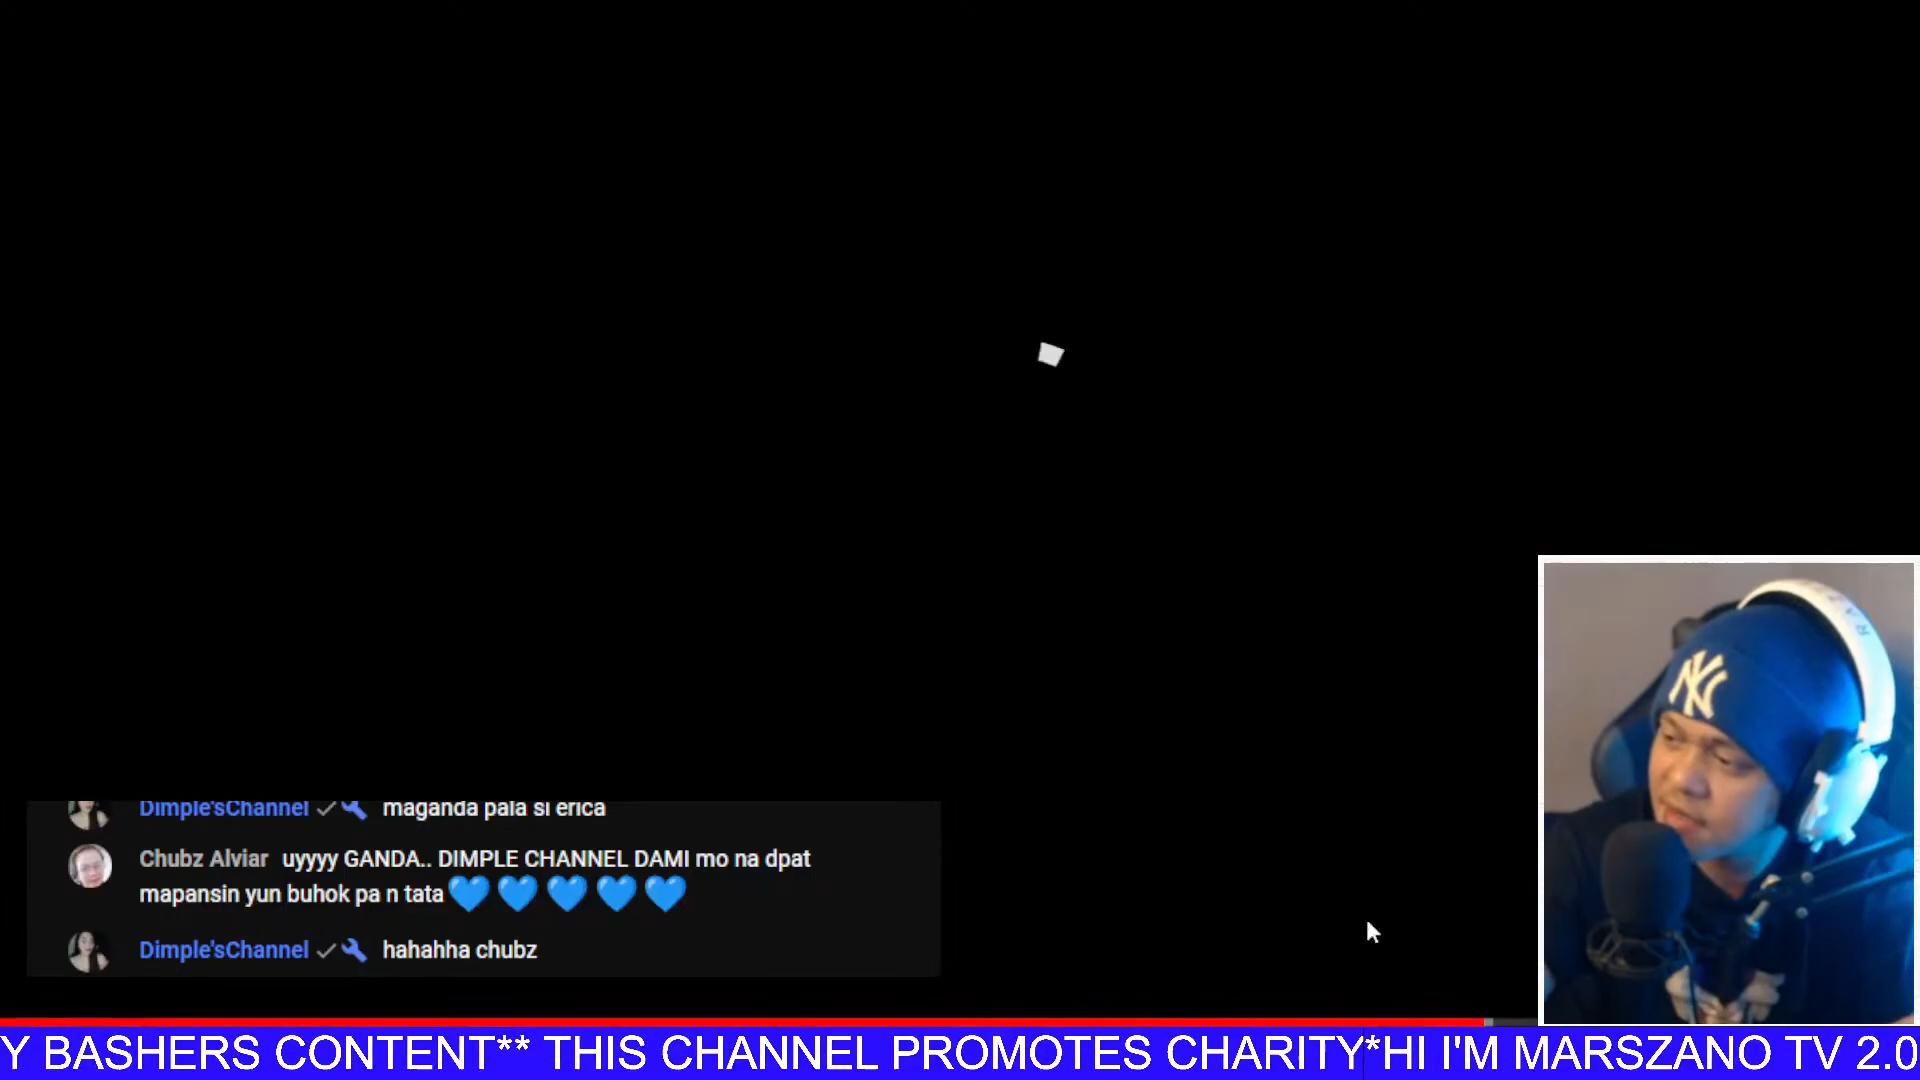 Dimple'sChannel maganda pala si erica
Chubz Alviar uyyyy GANDA.. DIMPLE CHANNEL DAMI mo na dpat
mapansin yun buhok pa n tata💙💙💙💙💙
Dimple'sChannel hahahha chubz
NY
Y BASHERS CONTENT** THIS CHANNEL PROMOTES CHARITY*HI I'M MARSZANO TV 2.0